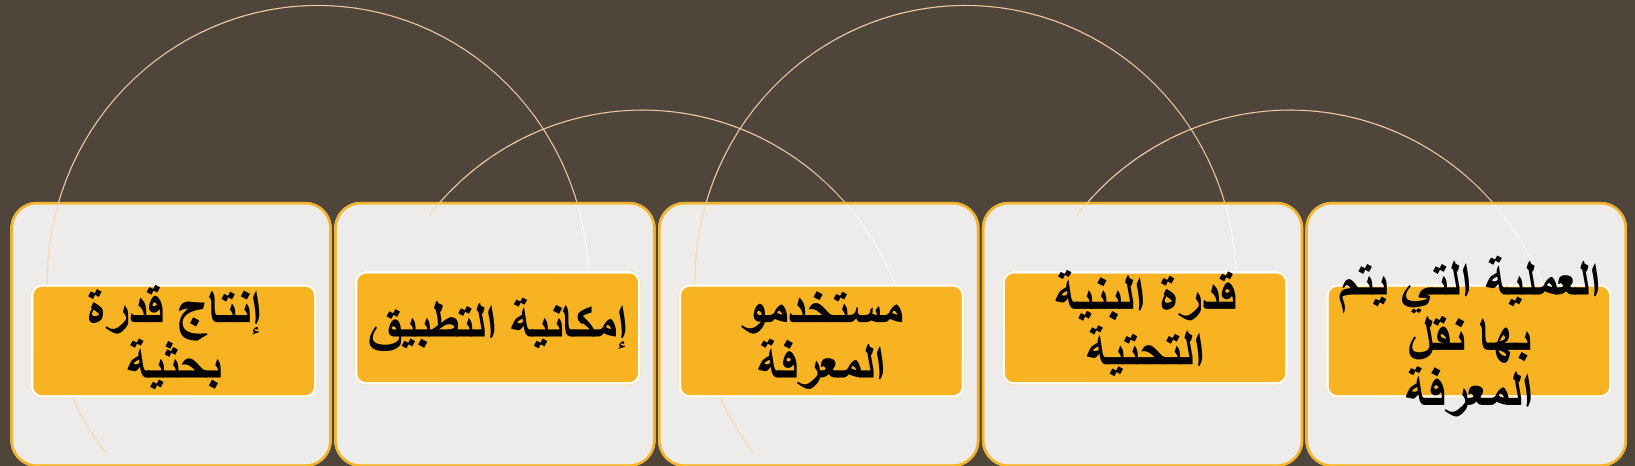 العملية التي يتم
بها نقل
المعرفة
قدرة البنية
التحتية
مستخدمو
المعرفة
إمكانية التطبيق
إنتاج قدرة
بحثية